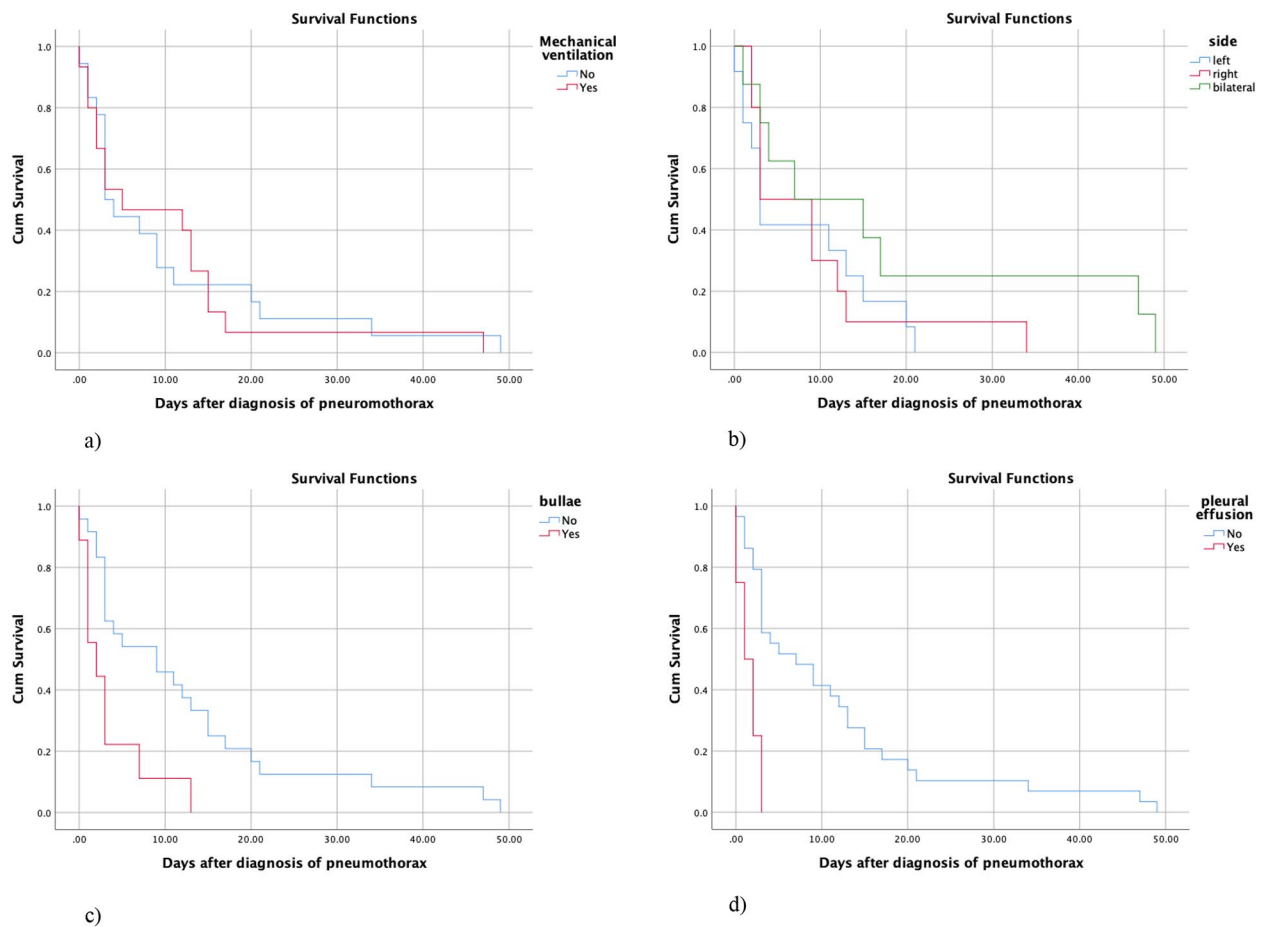 Survival Functions
Mechanical
ventilation
No
Yes
1.0
0.8
0.6
0.4
0.2
0.0
Cum Survival
.00 10.00 20.00 30.00 40.00 50.00
Days after diagnosis of pneuromothorax
a)
Survival Functions
side
left
right
bilateral
1.0
0.8
0.6
0.4
0.2
0.0
Cum Survival
.00 10.00 20.00 30.00 40.00 50.00
Days after diagnosis of pneumothorax
b)
Survival Functions
bullae
No
Yes
1.0
0.8
0.6
0.4
0.2
0.0
Cum Survival
.00 10.00 20.00 30.00 40.00 50.00
Days after diagnosis of pneumothorax
c)
Survival Functions
pleural
effusion
No
Yes
1.0
0.8
0.6
0.4
0.2
0.0
Cum Survival
.00 10.00 20.00 30.00 40.00 50.00
Days after diagnosis of pneumothorax
d)